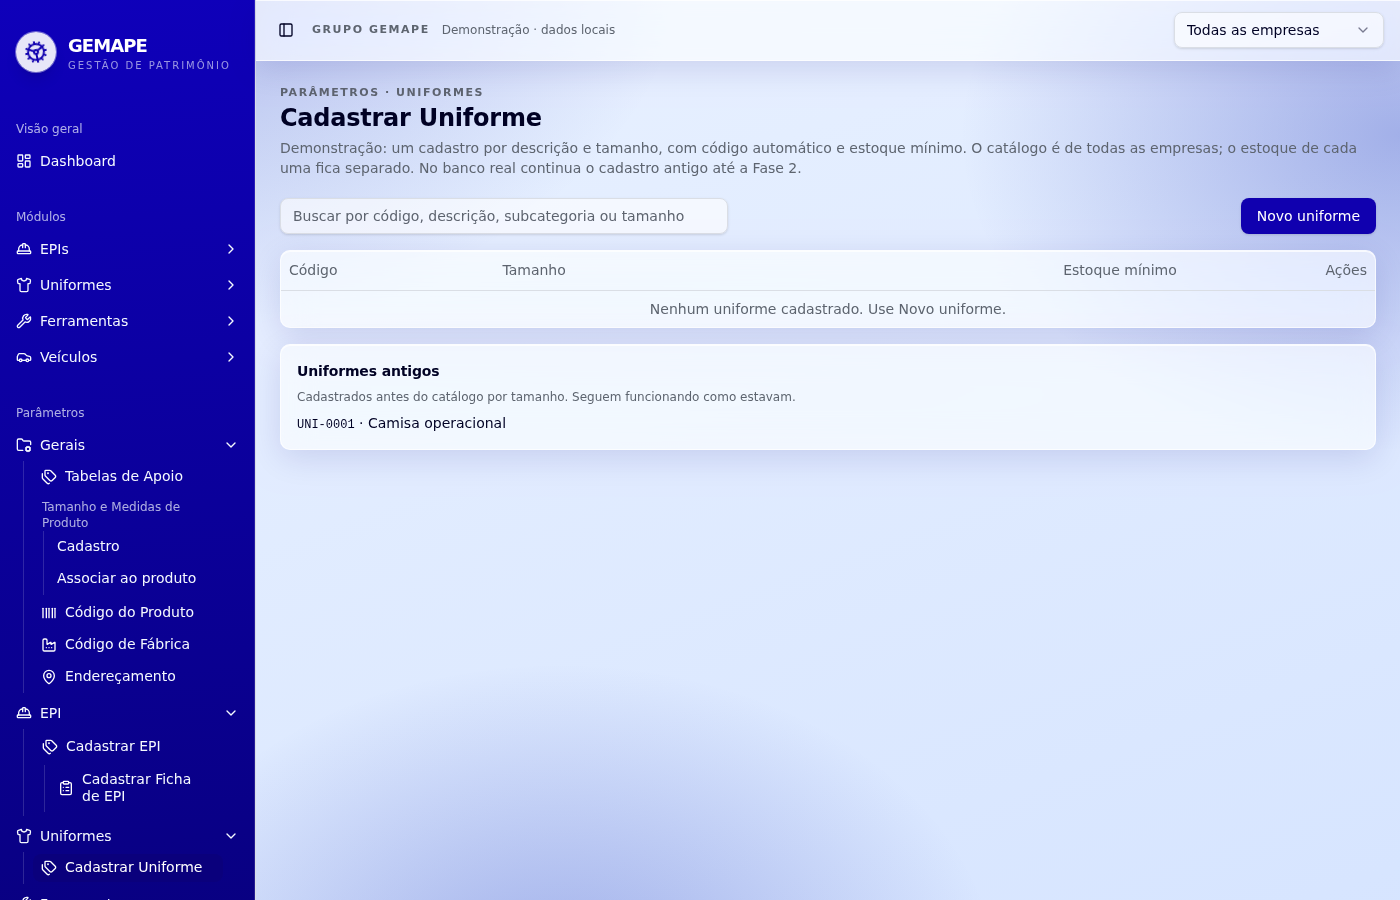 GEMAPE
GESTÃO DE PATRIMÔNIO
Visão geral
Dashboard
Módulos
EPIs
Uniformes
Ferramentas
Veículos
Parâmetros
Gerais
Tabelas de Apoio
Tamanho e Medidas de
Produto
Cadastro
Associar ao produto
Código do Produto
Código de Fábrica
Endereçamento
EPI
Cadastrar EPI
Cadastrar Ficha
de EPI
Uniformes
Cadastrar Uniforme
GRUPO GEMAPE
Demonstração · dados locais
Todas as empresas
PARÂMETROS · UNIFORMES
Cadastrar Uniforme
Demonstração: um cadastro por descrição e tamanho, com código automático e estoque mínimo. O catálogo é de todas as empresas; o estoque de cada
uma fica separado. No banco real continua o cadastro antigo até a Fase 2.
Buscar por código, descrição, subcategoria ou tamanho
Novo uniforme
Código Tamanho Estoque mínimo Ações
Nenhum uniforme cadastrado. Use Novo uniforme.
Uniformes antigos
Cadastrados antes do catálogo por tamanho. Seguem funcionando como estavam.
UNI-0001 · Camisa operacional